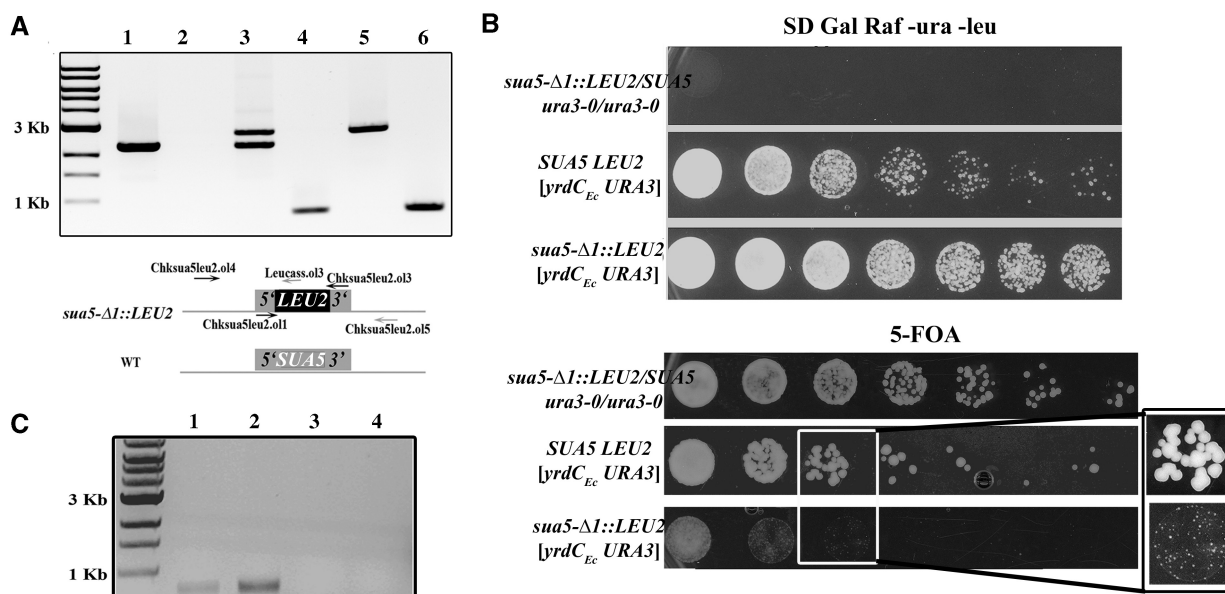 A
1 2 3 4 5 6
3 Kb
1 Kb
Chksua5leu2.ol4
Leucass.ol3
Chksua5leu2.ol3
5‘ LEU2 3‘
sua5-Δ1::LEU2
Chksua5leu2.ol1
Chksua5leu2.ol5
WT
5‘ SUA5 3’
C
1 2 3 4
3 Kb
1 Kb
B
SD Gal Raf -ura -leu
sua5-Δ1::LEU2/SUA5
ura3-0/ura3-0
SUA5 LEU2
[yrdCEc URA3]
sua5-Δ1::LEU2
[yrdCEc URA3]
5-FOA
sua5-Δ1::LEU2/SUA5
ura3-0/ura3-0
SUA5 LEU2
[yrdCEc URA3]
sua5-Δ1::LEU2
[yrdCEc URA3]